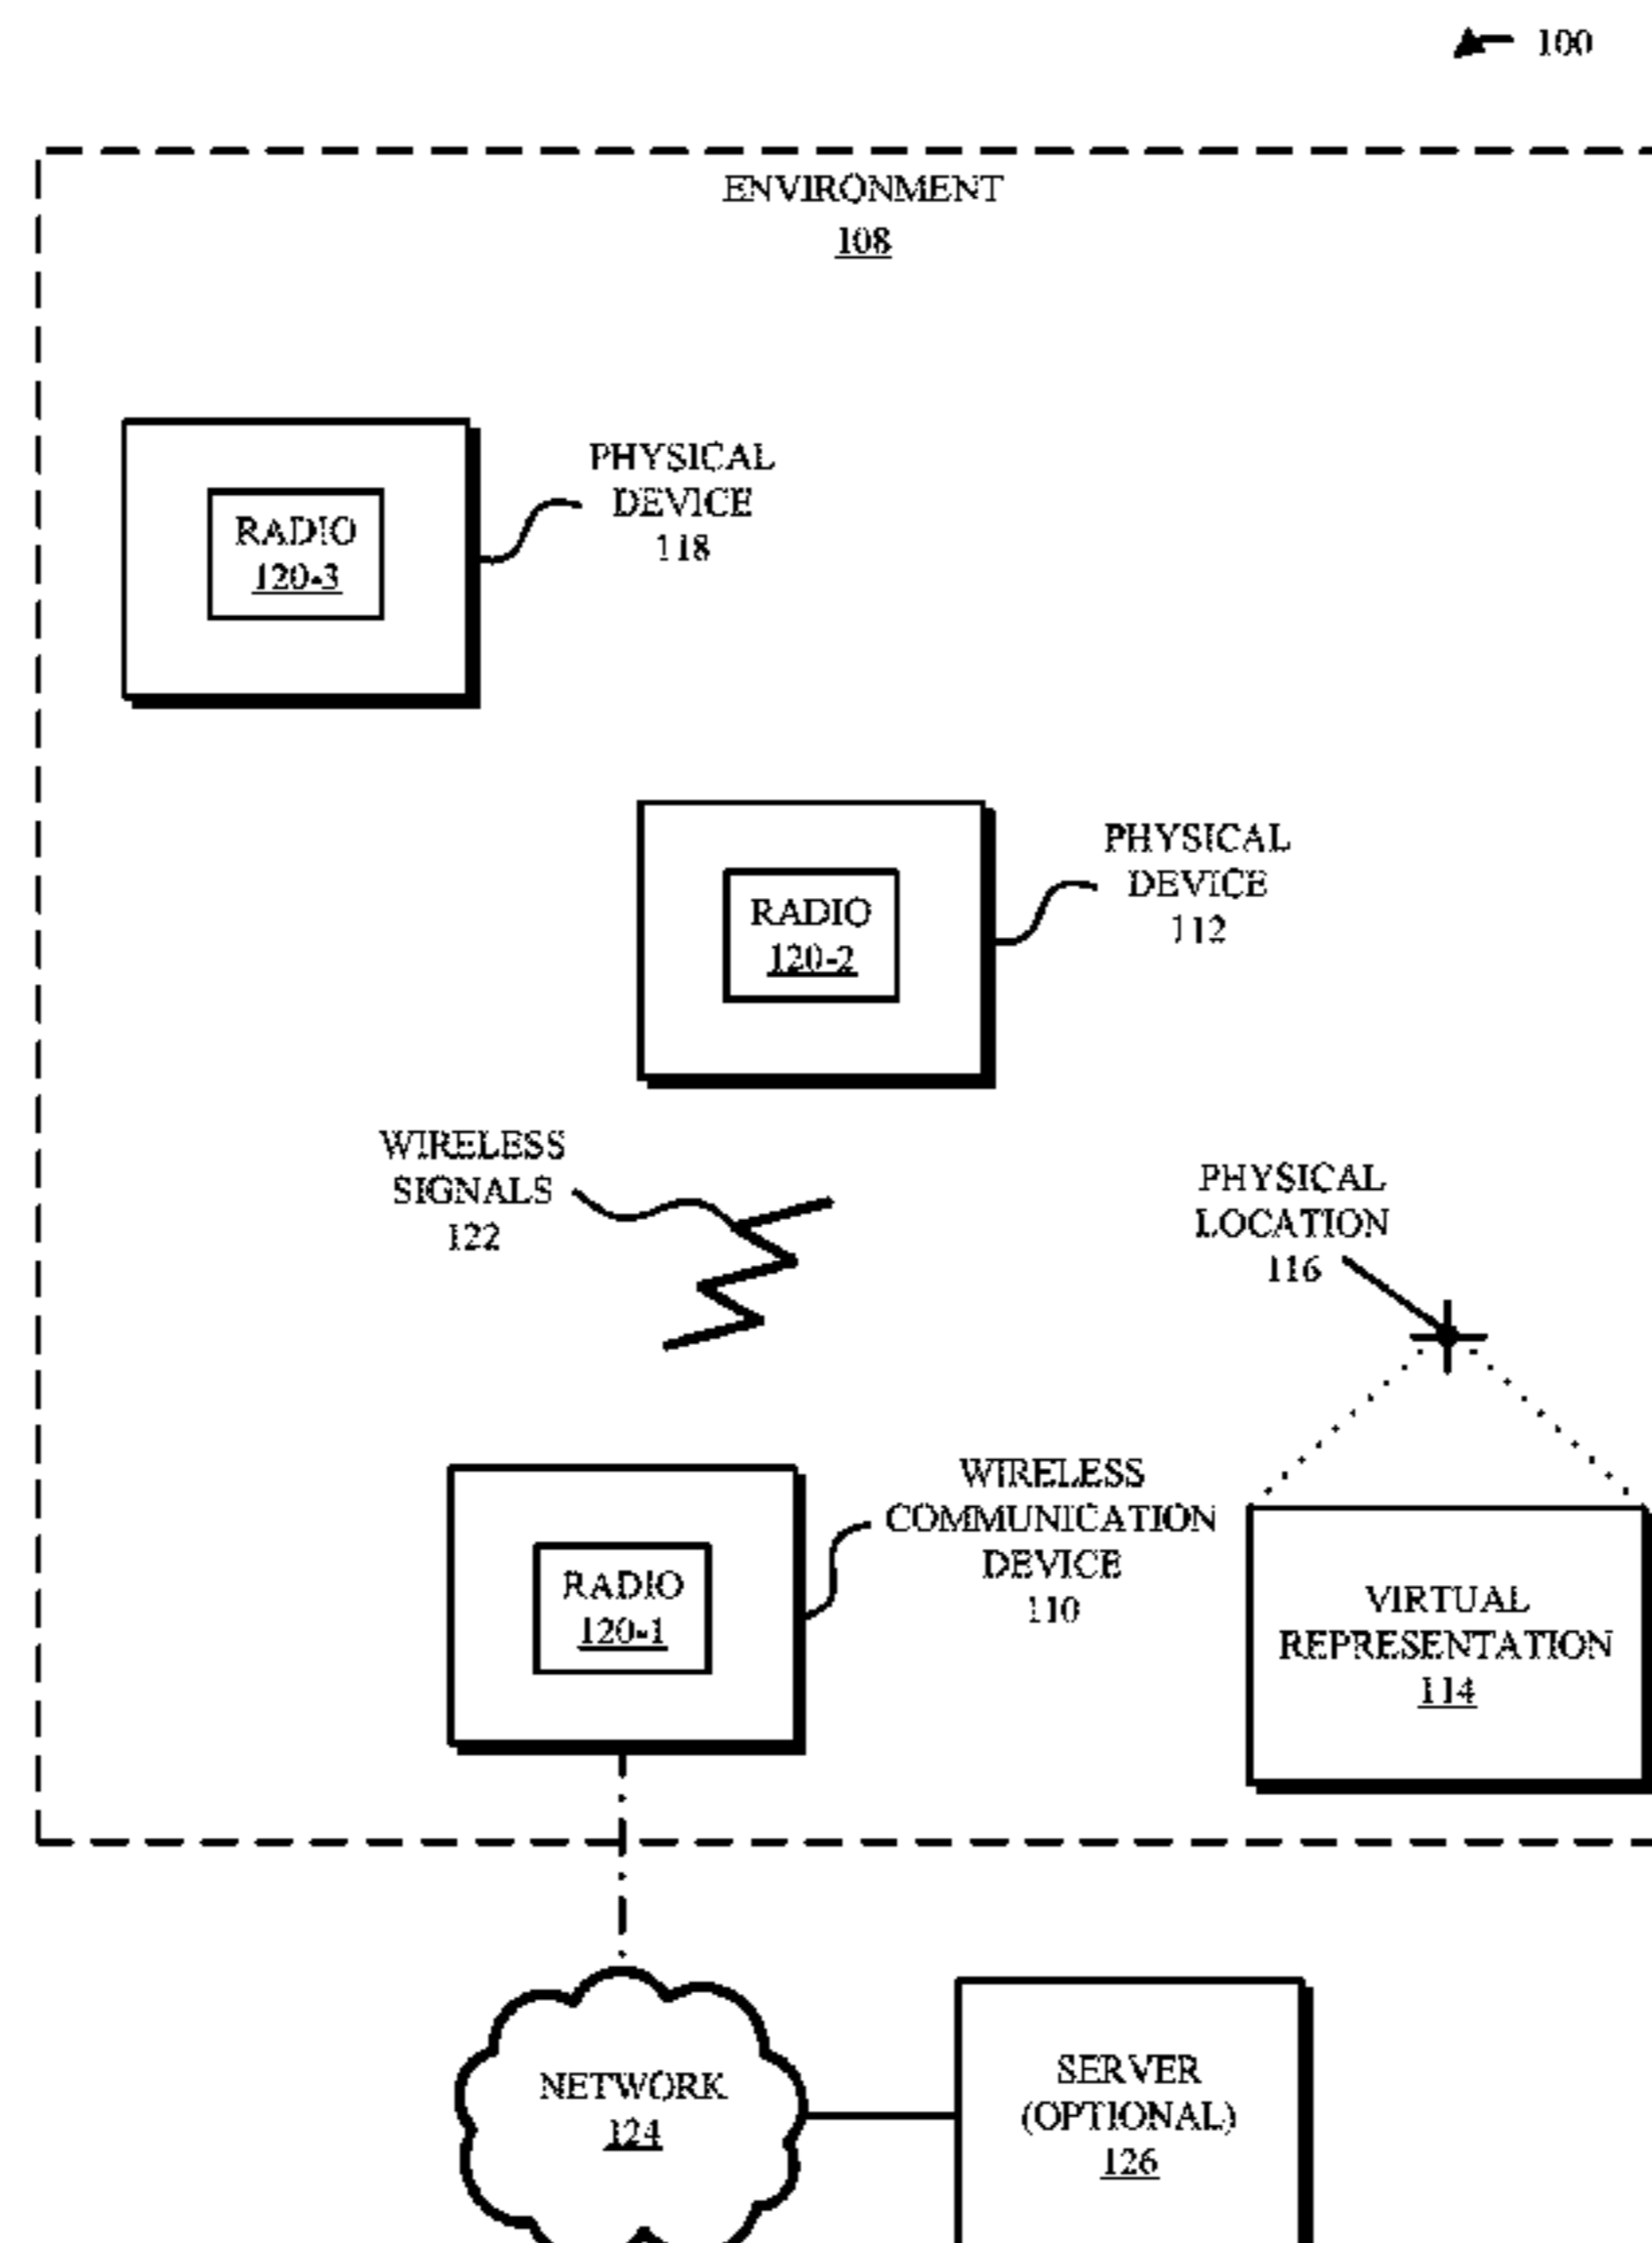 100
ENVIRONMENT
108
PHYSICAL
DEVICE
118
RADIO
120-3
PHYSICAL
DEVICE
112
RADIO
120-2
WIRELESS
SIGNALS
122
PHYSICAL
LOCATION
116
WIRELESS
COMMUNICATION
DEVICE
110
RADIO
120-1
VIRTUAL
REPRESENTATION
114
NETWORK
124
SERVER
(OPTIONAL)
126